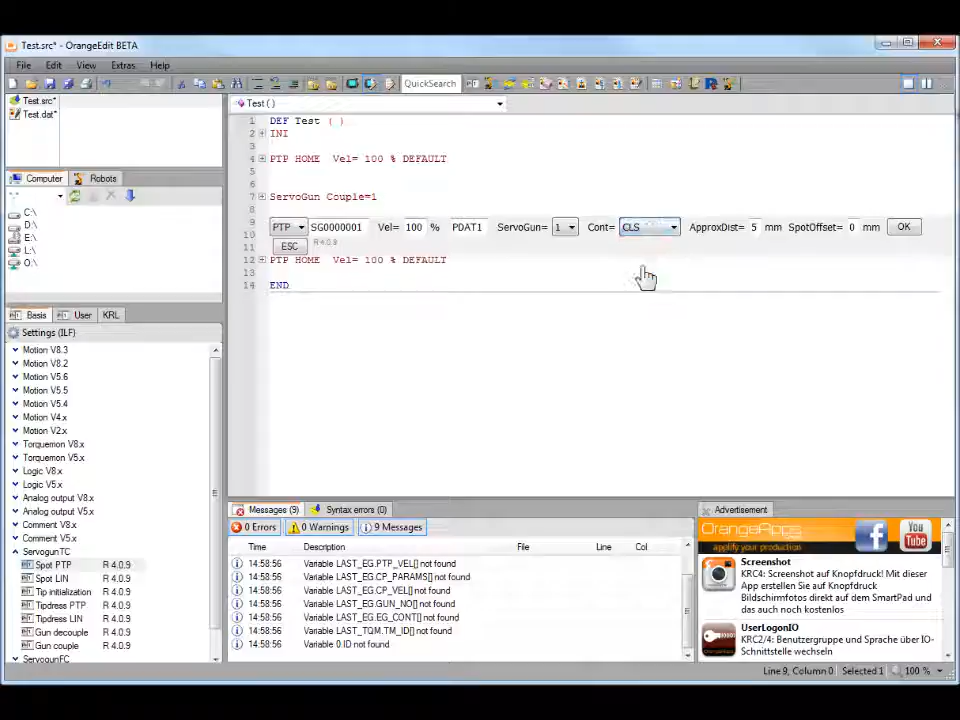 Test.src* - OrangeEdit BETA
File Edit View Extras Help
QuickSearch
Test.src*
Test.dat*
Test ( )
1 DEF Test ( )
2 INI
3
4 PTP HOME Vel= 100 % DEFAULT
5
6
7 ServoGun Couple=1
8
9 PTP SG0000001 Vel= 100 % PDAT1 ServoGun= 1 Cont= CLS ApproxDist= 5 mm SpotOffset= 0 mm OK
10 ESC R 4.0.9
12 PTP HOME Vel= 100 % DEFAULT
13
14 END
Computer Robots
C:\
D:\
E:\
L:\
O:\
Basis User KRL
Settings (ILF)
Motion V8.3
Motion V8.2
Motion V5.6
Motion V5.5
Motion V5.4
Motion V4.x
Motion V2.x
Torquemon V8.x
Torquemon V5.x
Logic V8.x
Logic V5.x
Analog output V8.x
Analog output V5.x
Comment V8.x
Comment V5.x
ServogunTC
Spot PTP R 4.0.9
Spot LIN R 4.0.9
Tip initialization R 4.0.9
Tipdress PTP R 4.0.9
Tipdress LIN R 4.0.9
Gun decouple R 4.0.9
Gun couple R 4.0.9
ServogunFC
Messages (9) Syntax errors (0)
0 Errors 0 Warnings 9 Messages
Time Description File Line Col
14:58:56 Variable LAST_EG.PTP_VEL[] not found
14:58:56 Variable LAST_EG.CP_PARAMS[] not found
14:58:56 Variable LAST_EG.CP_VEL[] not found
14:58:56 Variable LAST_EG.GUN_NO[] not found
14:58:56 Variable LAST_EG.EG_CONT[] not found
14:58:56 Variable LAST_TQM.TM_ID[] not found
14:58:56 Variable 0.ID not found
Advertisement
OrangeApps
applify your production
You Tube
Screenshot
KRC4: Screenshot auf Knopfdruck! Mit dieser
App erstellen Sie auf Knopfdruck
Bildschirmfotos direkt auf dem SmartPad und
das auch noch kostenlos
UserLogonIO
KRC2/4: Benutzergruppe und Sprache über IO-
Schnittstelle wechseln
Line 9, Column 0 Selected 1 100 %